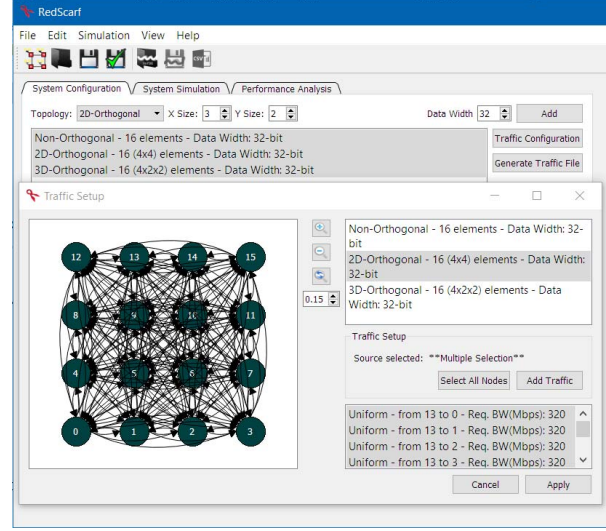 RedScarf
File Edit Simulation View Help
System Configuration System Simulation Performance Analysis
Topology: 2D-Orthogonal X Size: 3 Y Size: 2 Data Width 32 Add
Non-Orthogonal - 16 elements - Data Width: 32-bit
2D-Orthogonal - 16 (4x4) elements - Data Width: 32-bit
3D-Orthogonal - 16 (4x2x2) elements - Data Width: 32-bit
Traffic Configuration
Generate Traffic File
Traffic Setup
12 13 14 15
8 9 10 11
4 5 6 7
0 1 2 3
0.15
Non-Orthogonal - 16 elements - Data Width: 32-
bit
2D-Orthogonal - 16 (4x4) elements - Data Width:
32-bit
3D-Orthogonal - 16 (4x2x2) elements - Data
Width: 32-bit
Traffic Setup
Source selected: **Multiple Selection**
Select All Nodes Add Traffic
Uniform - from 13 to 0 - Req. BW(Mbps): 320
Uniform - from 13 to 1 - Req. BW(Mbps): 320
Uniform - from 13 to 2 - Req. BW(Mbps): 320
Uniform - from 13 to 3 - Req. BW(Mbps): 320
Cancel Apply